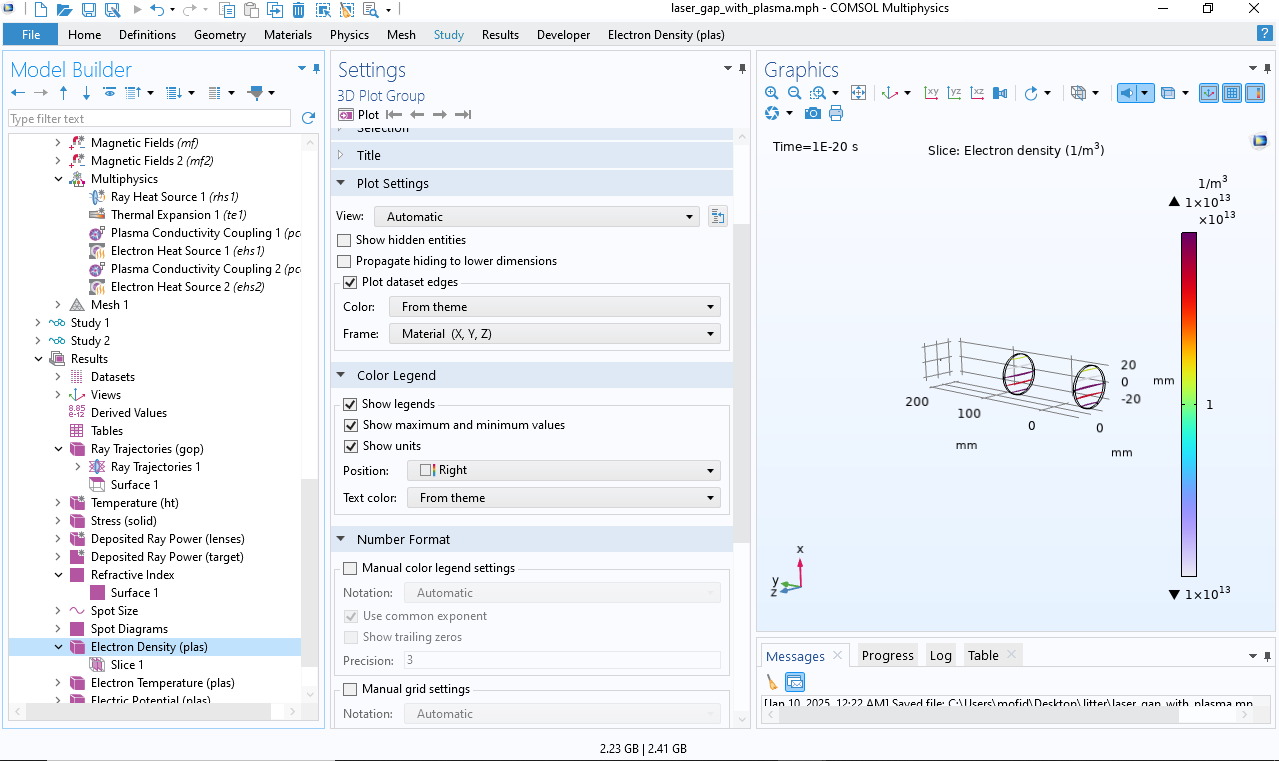 laser_gap_with_plasma.mph - COMSOL Multiphysics
File Home Definitions Geometry Materials Physics Mesh Study Results Developer Electron Density (plas)
?
Model Builder
Type filter text
Magnetic Fields (mf)
Magnetic Fields 2 (mf2)
Multiphysics
Ray Heat Source 1 (rhs1)
Thermal Expansion 1 (te1)
Plasma Conductivity Coupling 1 (pc
Electron Heat Source 1 (ehs1)
Plasma Conductivity Coupling 2 (pc
Electron Heat Source 2 (ehs2)
Mesh 1
Study 1
Study 2
Results
Datasets
Views
8.85
e-12
Derived Values
Tables
Ray Trajectories (gop)
Ray Trajectories 1
Surface 1
Temperature (ht)
Stress (solid)
Deposited Ray Power (lenses)
Deposited Ray Power (target)
Refractive Index
Surface 1
Spot Size
Spot Diagrams
Electron Density (plas)
Slice 1
Electron Temperature (plas)
Electric Potential (plas)
Settings
3D Plot Group
Plot
Selection
Title
Plot Settings
View: Automatic
Show hidden entities
Propagate hiding to lower dimensions
Plot dataset edges
Color: From theme
Frame: Material (X, Y, Z)
Color Legend
Show legends
Show maximum and minimum values
Show units
Position: Right
Text color: From theme
Number Format
Manual color legend settings
Notation: Automatic
Use common exponent
Show trailing zeros
Precision: 3
Manual grid settings
Notation: Automatic
Graphics
xy yz xz
Time=1E-20 s
Slice: Electron density (1/m³)
1/m³
▲ 1×10¹³
×10¹³
20
0
-20
mm
200
100
0
mm
0
mm
1
x
y
z
▼ 1×10¹³
Messages Progress Log Table
[Jan 10, 2025, 12:22 AM] Saved file: C:\Users\mofid\Desktop\litter\laser_gap_with_plasma.mp
2.23 GB | 2.41 GB